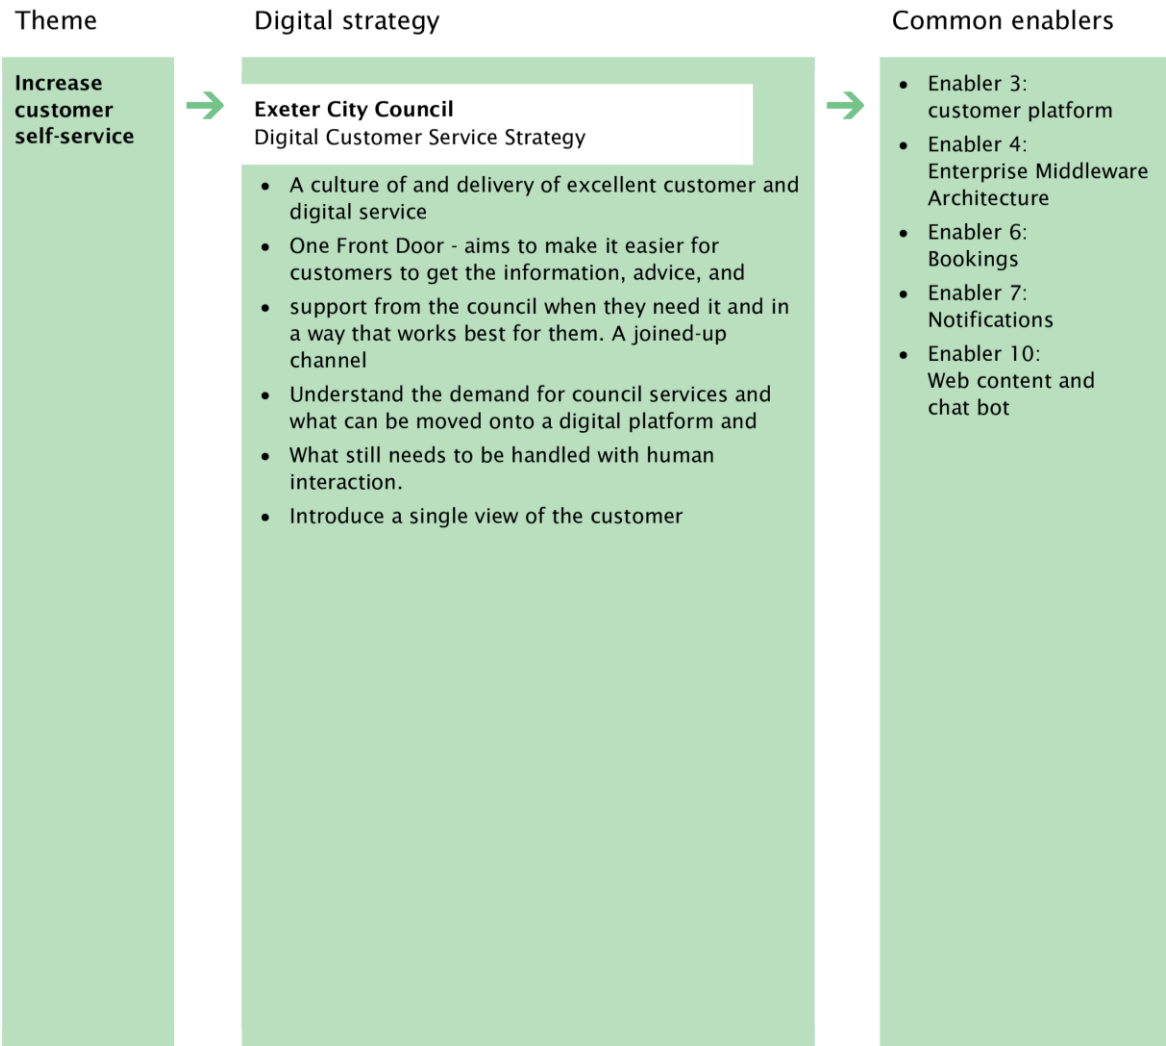 Theme
Digital strategy
Common enablers
Increase
customer
self-service
Exeter City Council
Digital Customer Service Strategy
• A culture of and delivery of excellent customer and
digital service
• One Front Door - aims to make it easier for
customers to get the information, advice, and
• support from the council when they need it and in
a way that works best for them. A joined-up
channel
• Understand the demand for council services and
what can be moved onto a digital platform and
• What still needs to be handled with human
interaction.
• Introduce a single view of the customer
• Enabler 3:
customer platform
• Enabler 4:
Enterprise Middleware
Architecture
• Enabler 6:
Bookings
• Enabler 7:
Notifications
• Enabler 10:
Web content and
chat bot